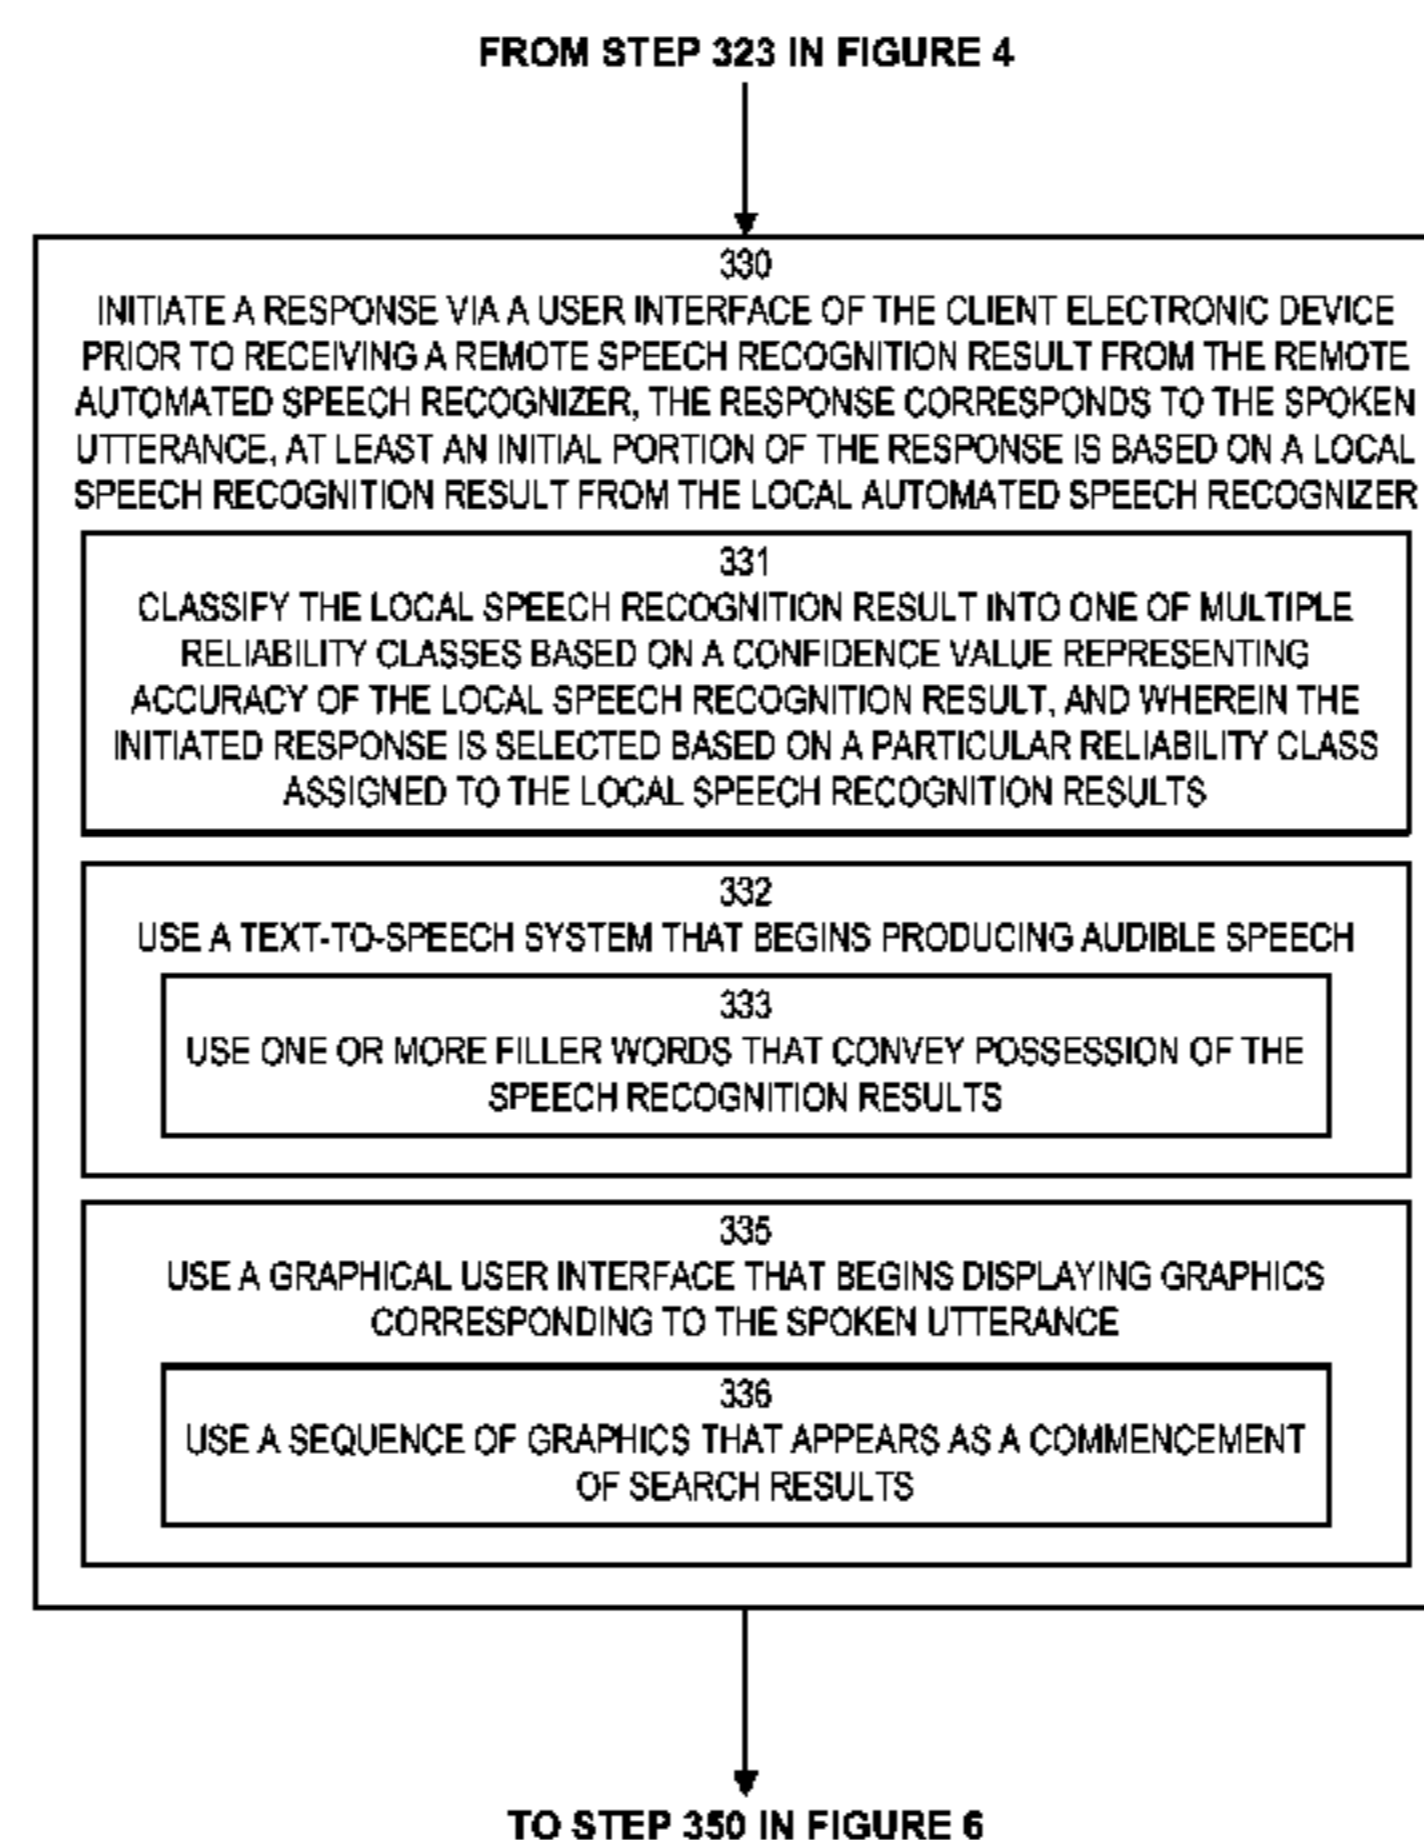 FROM STEP 323 IN FIGURE 4
330
INITIATE A RESPONSE VIA A USER INTERFACE OF THE CLIENT ELECTRONIC DEVICE
PRIOR TO RECEIVING A REMOTE SPEECH RECOGNITION RESULT FROM THE REMOTE
AUTOMATED SPEECH RECOGNIZER, THE RESPONSE CORRESPONDS TO THE SPOKEN
UTTERANCE, AT LEAST AN INITIAL PORTION OF THE RESPONSE IS BASED ON A LOCAL
SPEECH RECOGNITION RESULT FROM THE LOCAL AUTOMATED SPEECH RECOGNIZER
331
CLASSIFY THE LOCAL SPEECH RECOGNITION RESULT INTO ONE OF MULTIPLE
RELIABILITY CLASSES BASED ON A CONFIDENCE VALUE REPRESENTING
ACCURACY OF THE LOCAL SPEECH RECOGNITION RESULT, AND WHEREIN THE
INITIATED RESPONSE IS SELECTED BASED ON A PARTICULAR RELIABILITY CLASS
ASSIGNED TO THE LOCAL SPEECH RECOGNITION RESULTS
332
USE A TEXT-TO-SPEECH SYSTEM THAT BEGINS PRODUCING AUDIBLE SPEECH
333
USE ONE OR MORE FILLER WORDS THAT CONVEY POSSESSION OF THE
SPEECH RECOGNITION RESULTS
335
USE A GRAPHICAL USER INTERFACE THAT BEGINS DISPLAYING GRAPHICS
CORRESPONDING TO THE SPOKEN UTTERANCE
336
USE A SEQUENCE OF GRAPHICS THAT APPEARS AS A COMMENCEMENT
OF SEARCH RESULTS
TO STEP 350 IN FIGURE 6